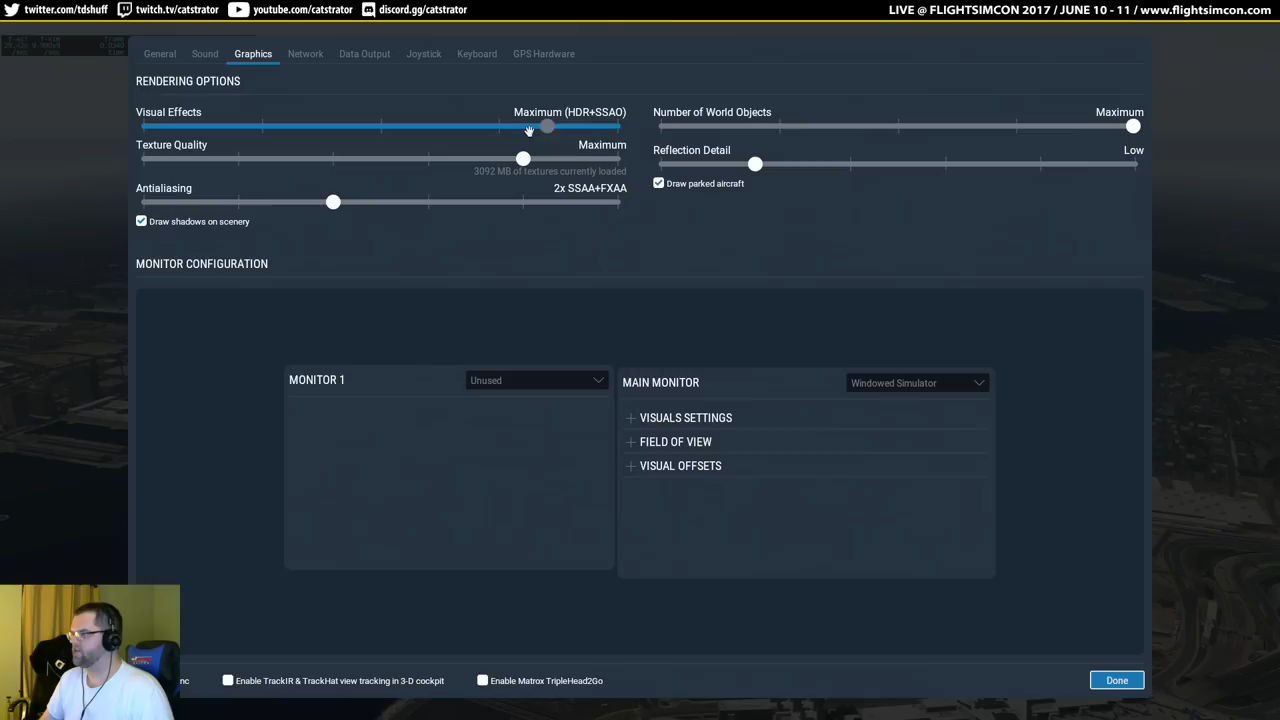 twitter.com/tdshuff twitch.tv/catstrator youtube.com/catstrator discord.gg/catstrator LIVE @ FLIGHTSIMCON 2017 / JUNE 10 - 11 / www.flightsimcon.com
General Sound Graphics Network Data Output Joystick Keyboard GPS Hardware
RENDERING OPTIONS
Visual Effects Maximum (HDR+SSAO)
Texture Quality Maximum
3092 MB of textures currently loaded
Antialiasing 2x SSAA+FXAA
Draw shadows on scenery
Number of World Objects Maximum
Reflection Detail Low
Draw parked aircraft
MONITOR CONFIGURATION
MONITOR 1 Unused
MAIN MONITOR Windowed Simulator
VISUALS SETTINGS
FIELD OF VIEW
VISUAL OFFSETS
nc Enable TrackIR & TrackHat view tracking in 3-D cockpit Enable Matrox TripleHead2Go Done